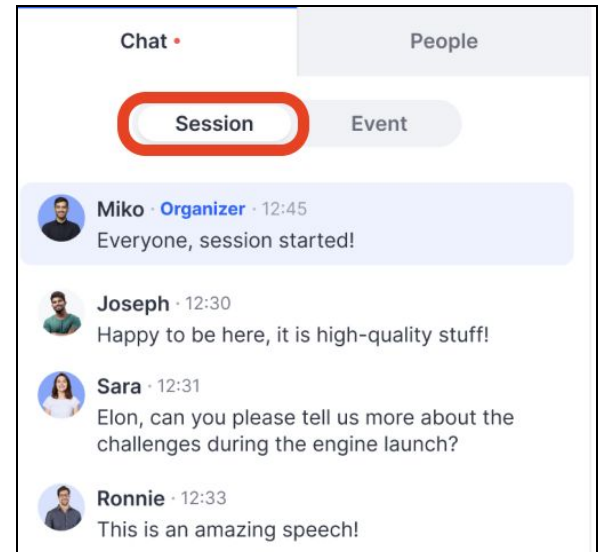 Chat •
People
Session
Event
Miko · Organizer · 12:45
Everyone, session started!
Joseph · 12:30
Happy to be here, it is high-quality stuff!
Sara · 12:31
Elon, can you please tell us more about the
challenges during the engine launch?
Ronnie · 12:33
This is an amazing speech!